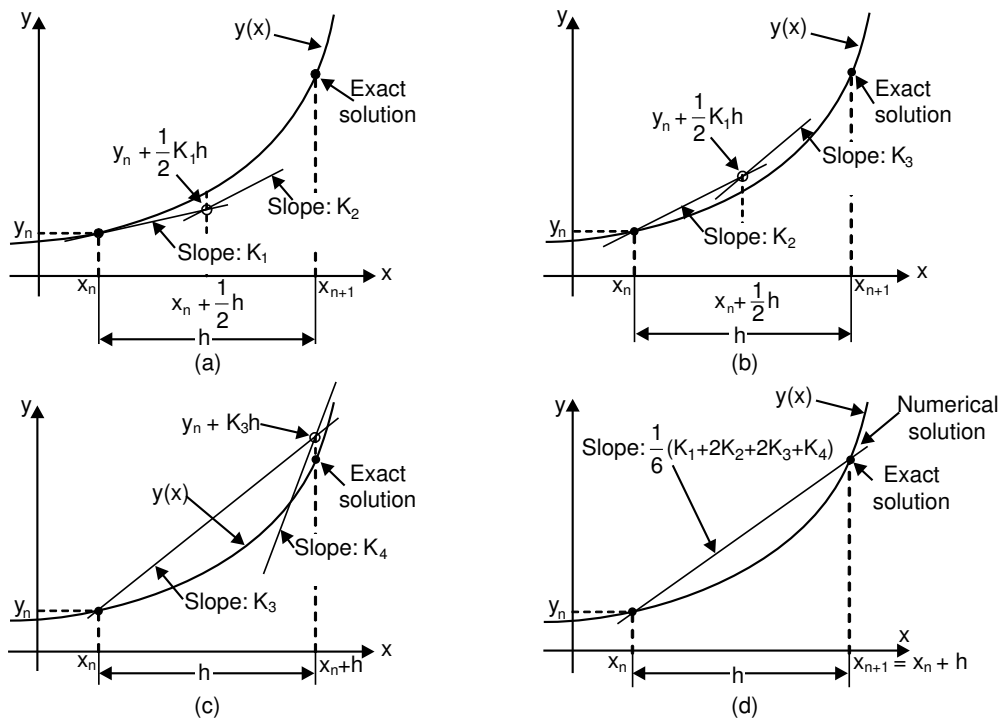 y
y(x)
Exact
solution
y_n + 1/2 K_1h
Slope: K_2
y_n
Slope: K_1
x
x_n
x_n + 1/2 h
x_{n+1}
h
(a)
y
y(x)
Exact
solution
y_n + 1/2 K_1h
Slope: K_3
y_n
Slope: K_2
x
x_n
x_n + 1/2 h
x_{n+1}
h
(b)
y
y_n + K_3h
Exact
solution
y(x)
Slope: K_4
Slope: K_3
y_n
x
x_n
x_n+h
h
(c)
y
y(x)
Numerical
solution
Slope: 1/6 (K_1+2K_2+2K_3+K_4)
Exact
solution
y_n
x
x_n
x_{n+1} = x_n + h
h
(d)